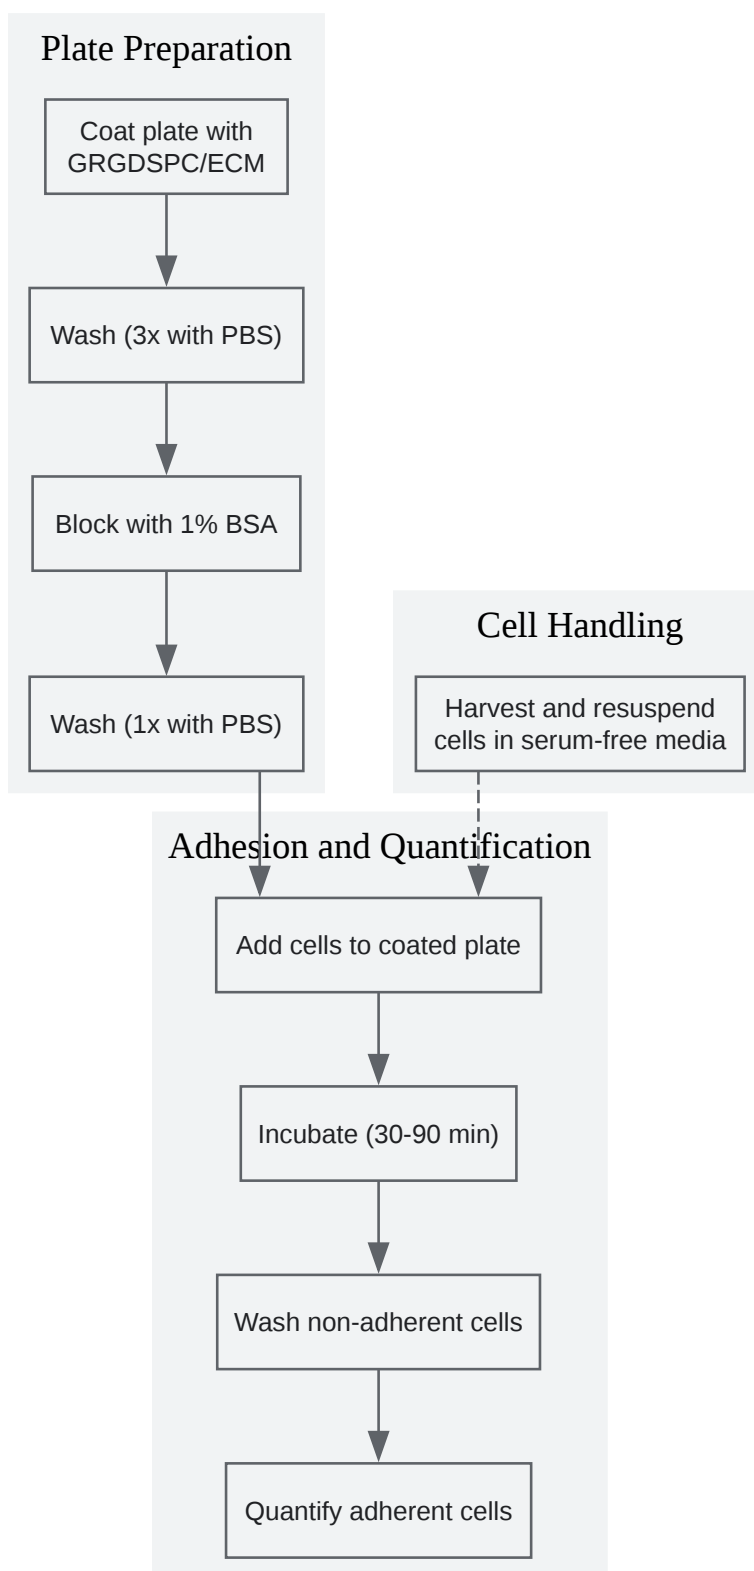 Plate Preparation
Coat plate with
GRGDSPC/ECM
Wash (3x with PBS)
Block with 1% BSA
Wash (1x with PBS)
Cell Handling
Harvest and resuspend
cells in serum-free media
Adhesion and Quantification
Add cells to coated plate
Incubate (30-90 min)
Wash non-adherent cells
Quantify adherent cells